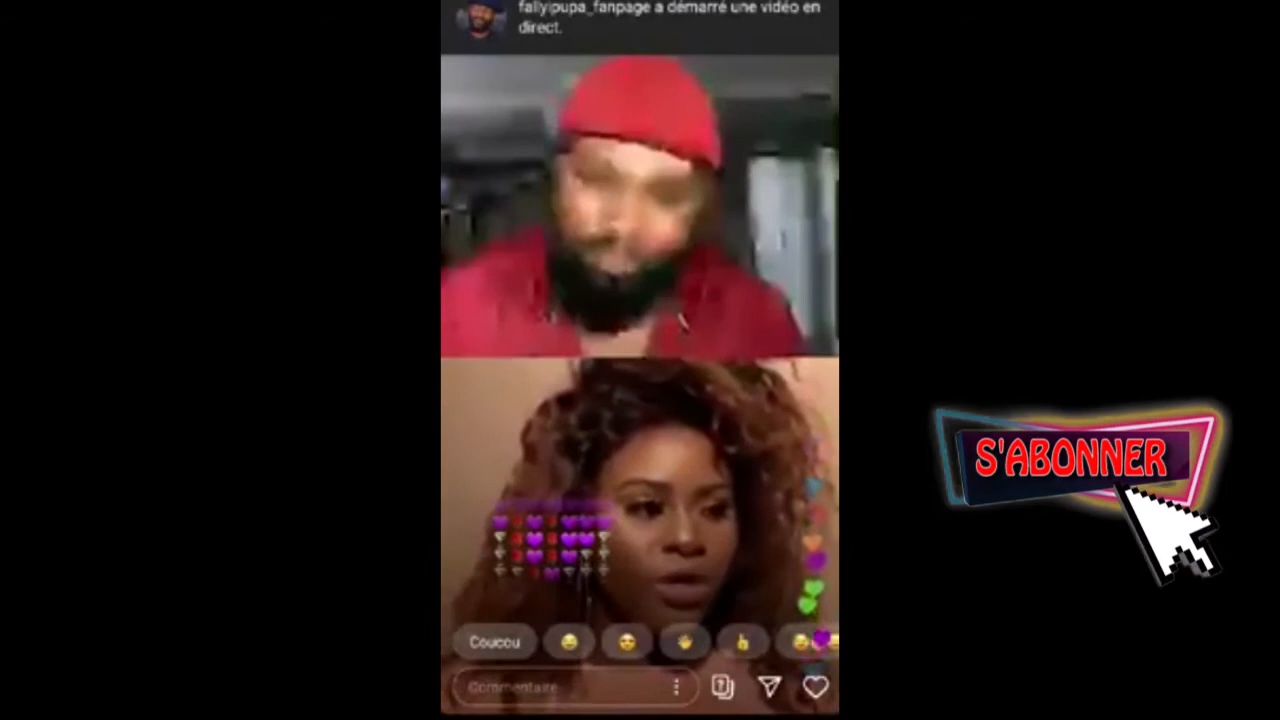 fallyipupa_fanpage a démarré une vidéo en
direct.
S'ABONNER
Coucou
Commentaire